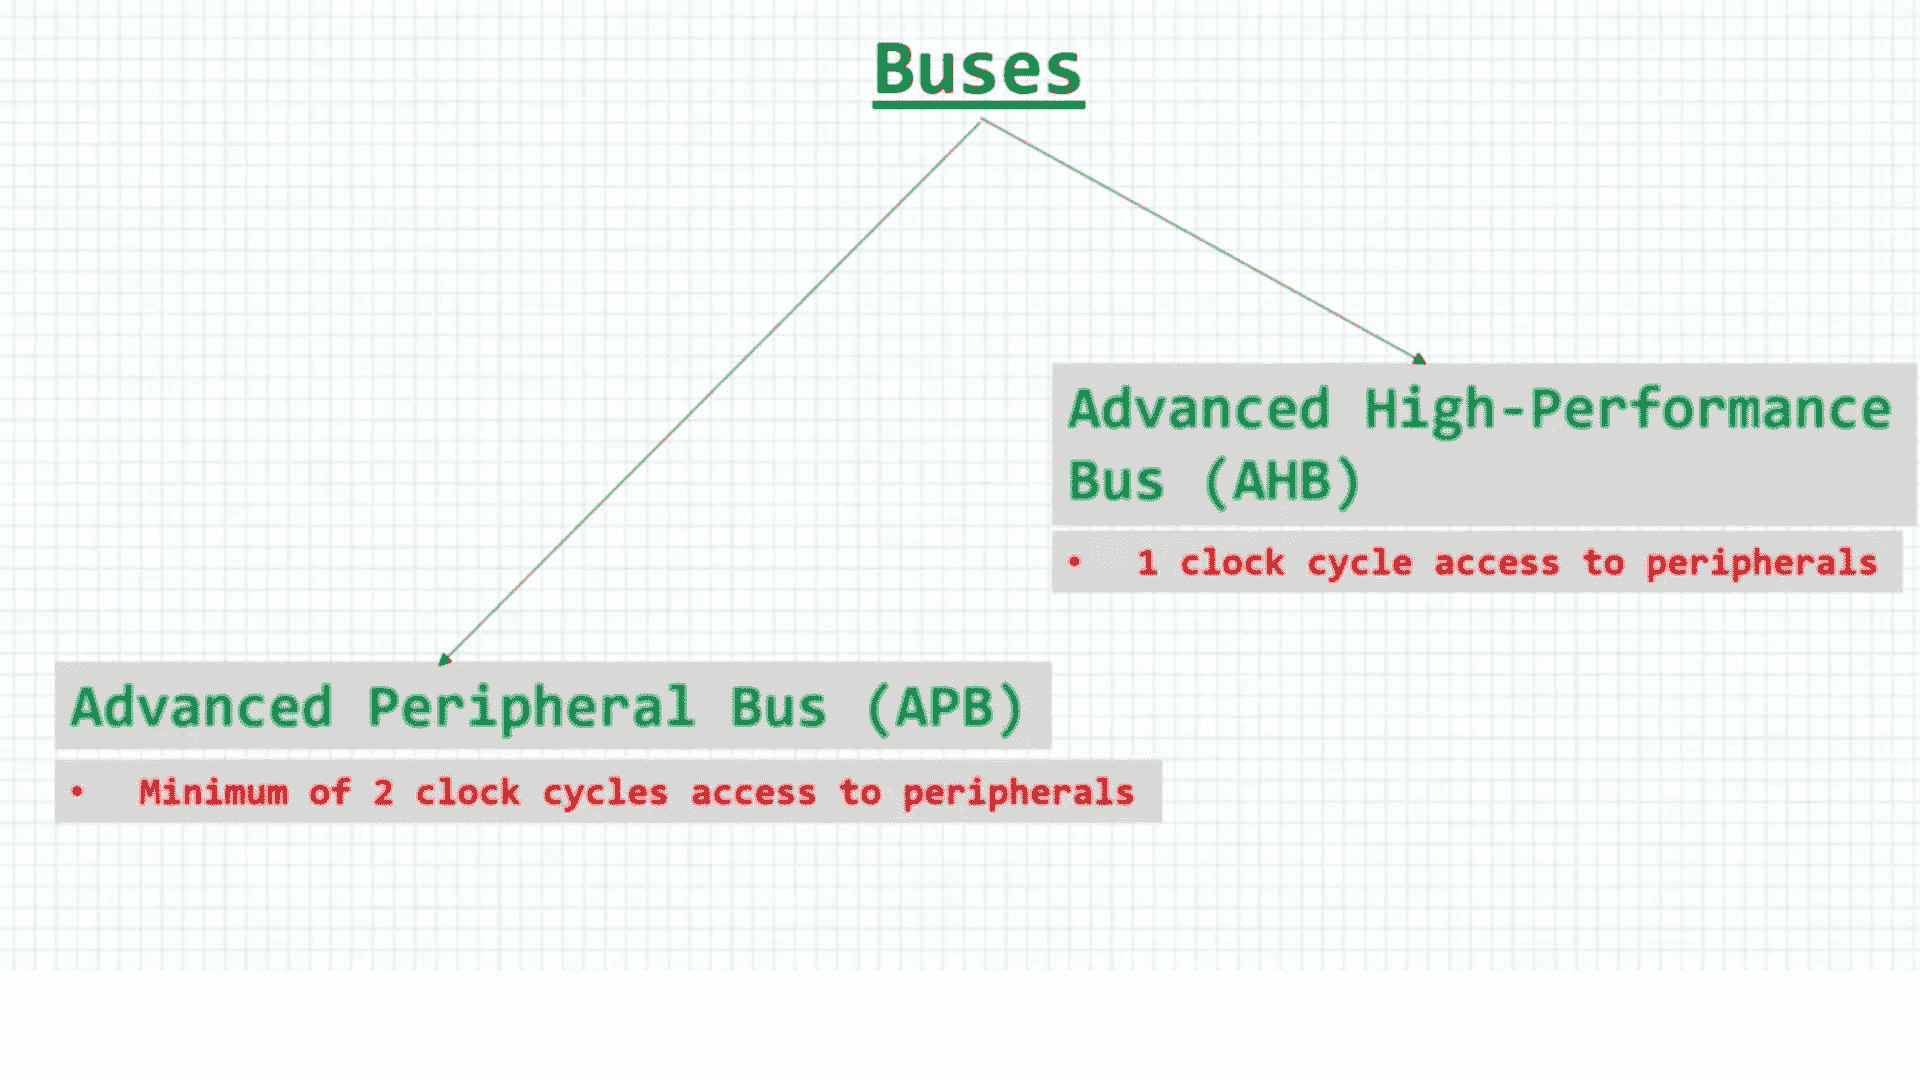 Buses
Advanced High-Performance
Bus (AHB)
• 1 clock cycle access to peripherals
Advanced Peripheral Bus (APB)
• Minimum of 2 clock cycles access to peripherals